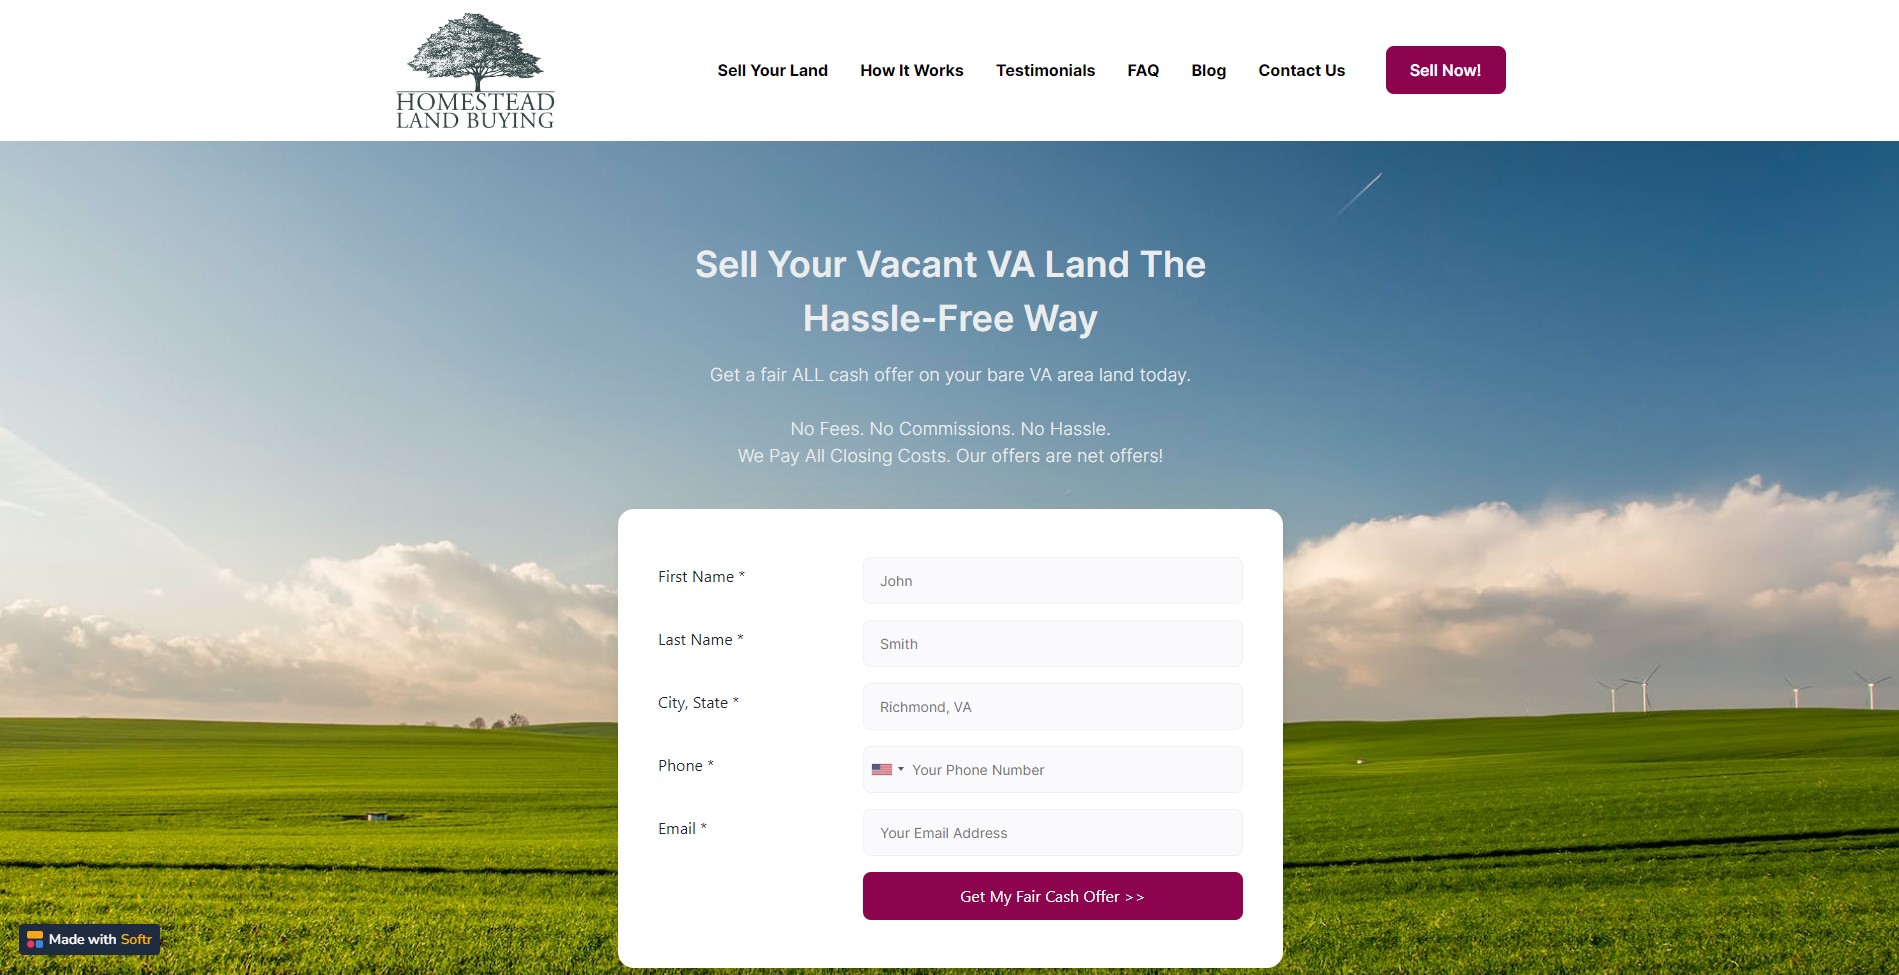 HOMESTEAD
LAND BUYING
Sell Your Land
How It Works
Testimonials
FAQ
Blog
Contact Us
Sell Now!
Sell Your Vacant VA Land The
Hassle-Free Way
Get a fair ALL cash offer on your bare VA area land today.
No Fees. No Commissions. No Hassle.
We Pay All Closing Costs. Our offers are net offers!
First Name *
John
Last Name *
Smith
City, State *
Richmond, VA
Phone *
Your Phone Number
Email *
Your Email Address
Get My Fair Cash Offer >>
Made with Softr